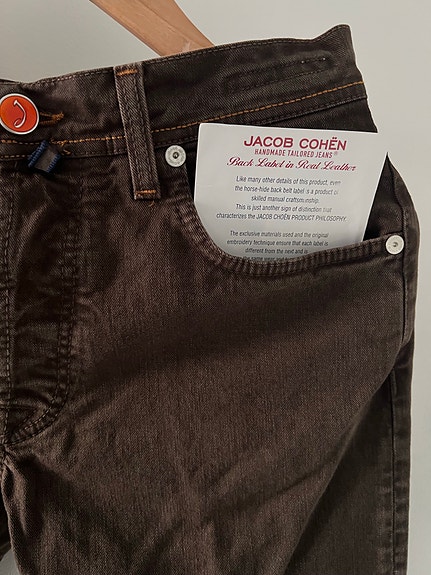 JACOB COHËN
HANDMADE TAILORED JEANS
Back Label in Real Leather
Like many other details of this product, even
the horse-hide back belt label is a product of
skilled manual craftsmanship.
This is just another sign of distinction that
characterizes the JACOB CHOËN PRODUCT PHILOSOPHY
The exclusive materials used and the original
embroidery technique ensure that each label is
different from the next and is